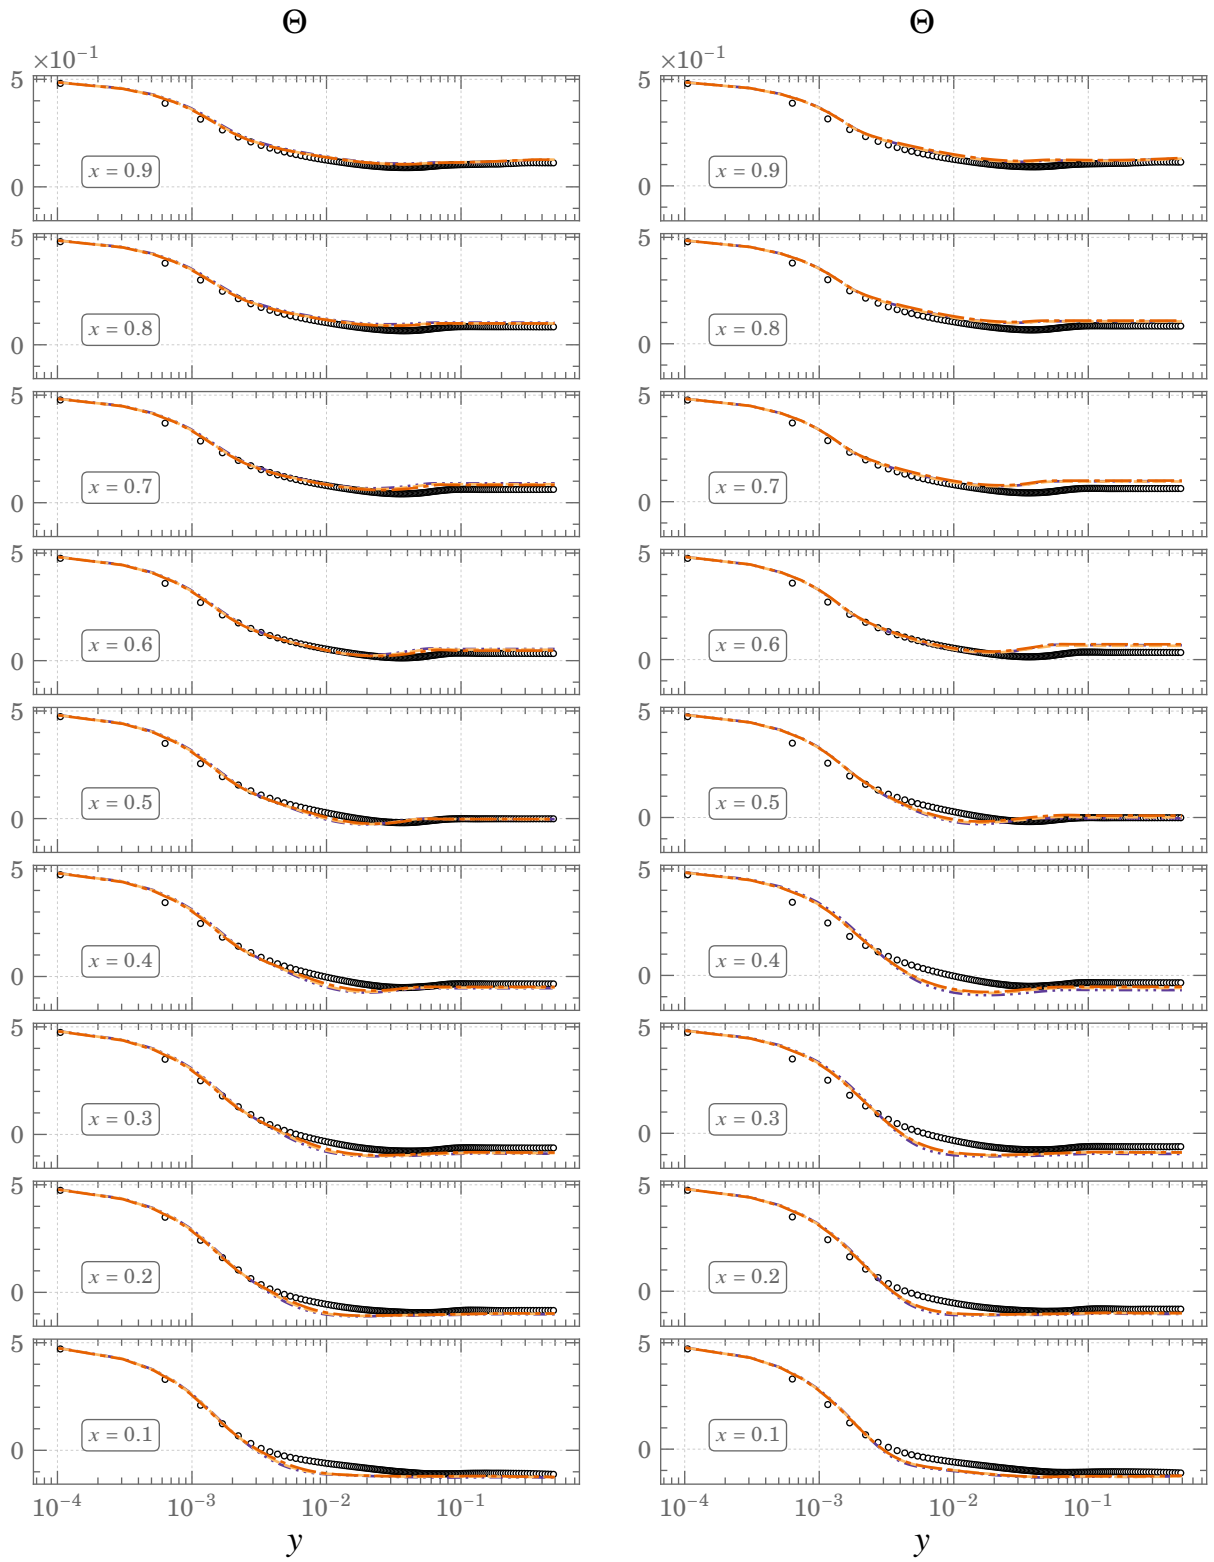 Θ Θ
×10⁻¹ ×10⁻¹
5 5
x = 0.9 x = 0.9
0 0
5 5
x = 0.8 x = 0.8
0 0
5 5
x = 0.7 x = 0.7
0 0
5 5
x = 0.6 x = 0.6
0 0
5 5
x = 0.5 x = 0.5
0 0
5 5
x = 0.4 x = 0.4
0 0
5 5
x = 0.3 x = 0.3
0 0
5 5
x = 0.2 x = 0.2
0 0
5 5
x = 0.1 x = 0.1
0 0
10⁻⁴ 10⁻³ 10⁻² 10⁻¹ 10⁻⁴ 10⁻³ 10⁻² 10⁻¹
y y